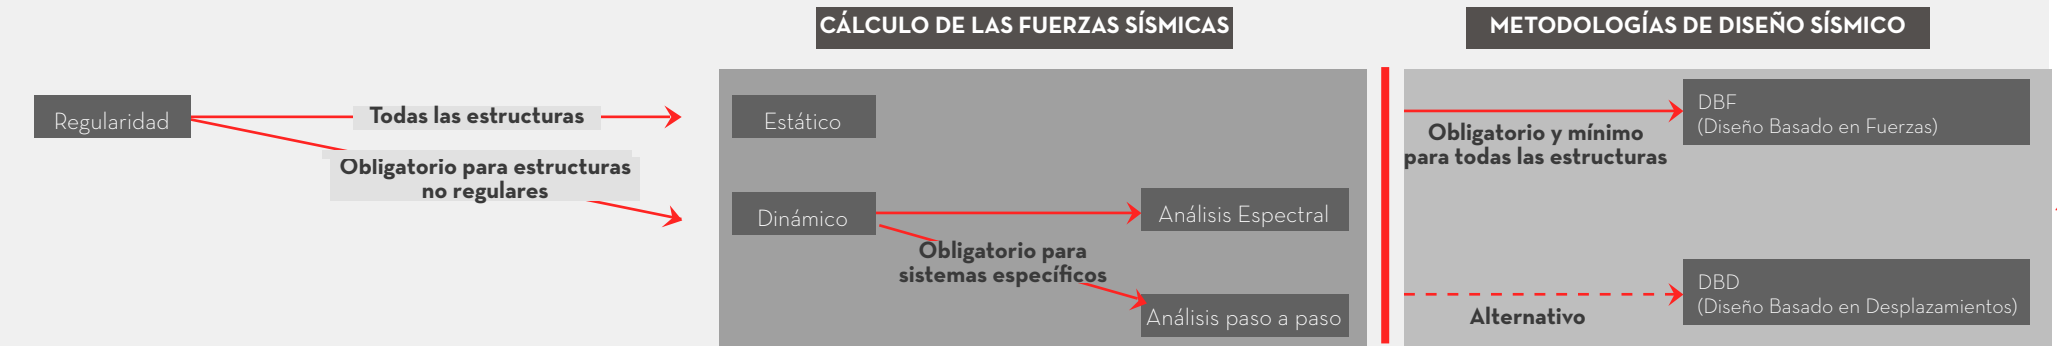 CÁLCULO DE LAS FUERZAS SÍSMICAS
METODOLOGÍAS DE DISEÑO SÍSMICO
Regularidad
Todas las estructuras
Obligatorio para estructuras
no regulares
Estático
Dinámico
Análisis Espectral
Obligatorio para
sistemas específicos
Análisis paso a paso
DBF
(Diseño Basado en Fuerzas)
Obligatorio y mínimo
para todas las estructuras
DBD
(Diseño Basado en Desplazamientos)
Alternativo